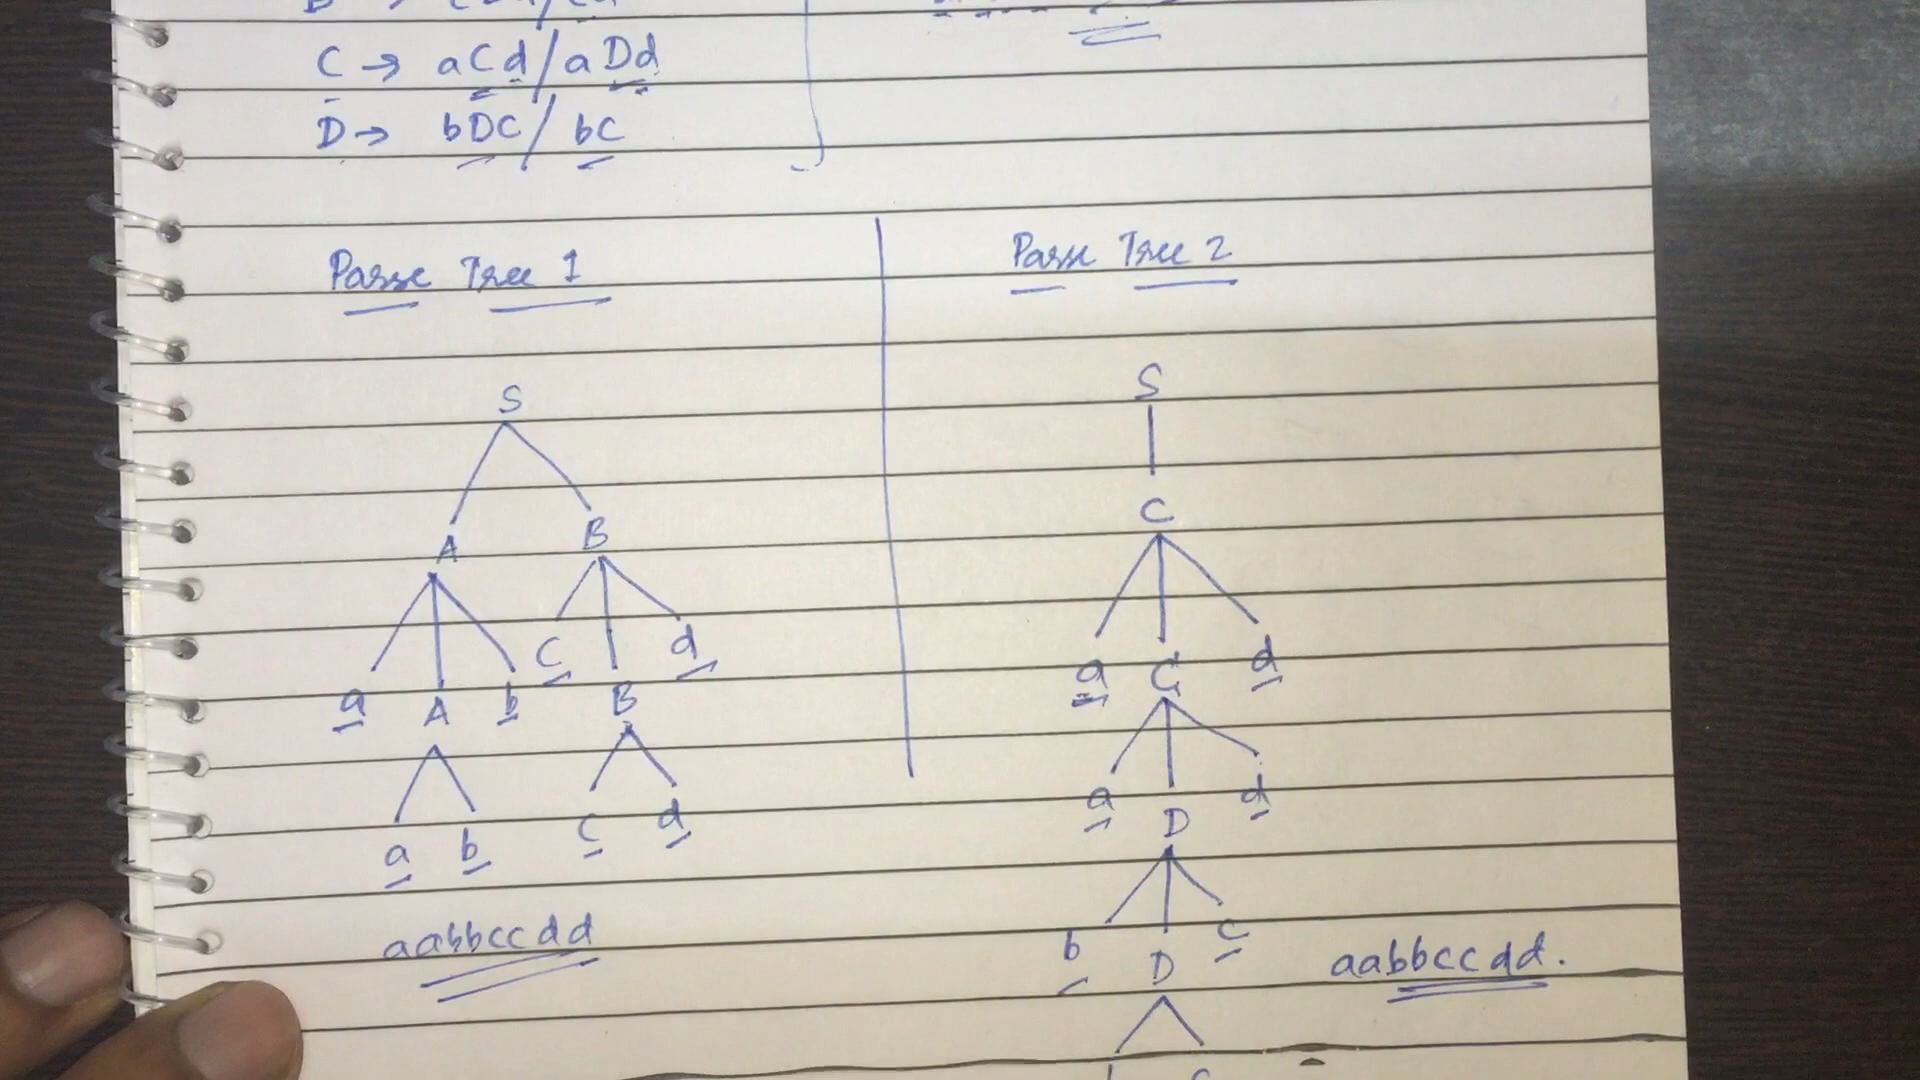 C → aCd/aDd
D → bDC/bC
Parse Tree 1
Parse Tree 2
S
A B
a A b c B d
a b c d
aabbccdd
S
C
a C d
a D d
b D c
aabbccdd.